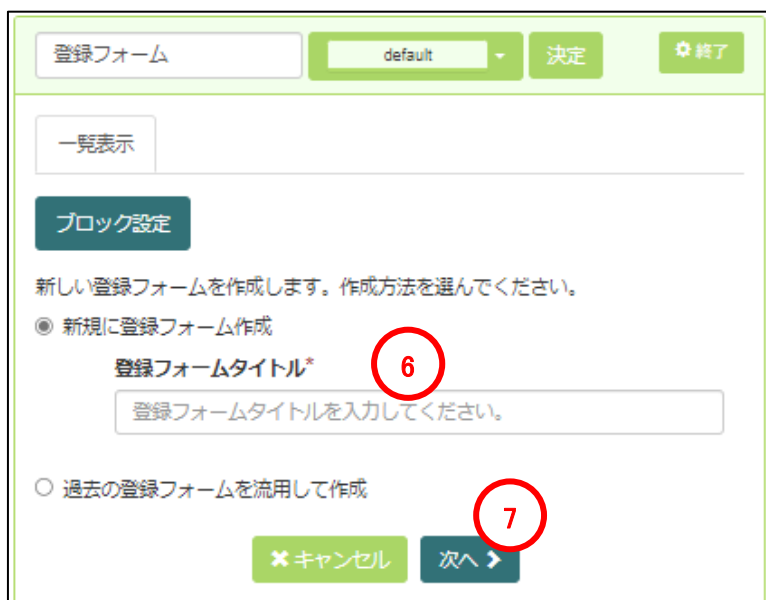 登録フォーム default 決定 終了
一覧表示
ブロック設定
新しい登録フォームを作成します。作成方法を選んでください。
新規に登録フォーム作成
登録フォームタイトル* 6
登録フォームタイトルを入力してください。
過去の登録フォームを流用して作成
7
キャンセル 次へ